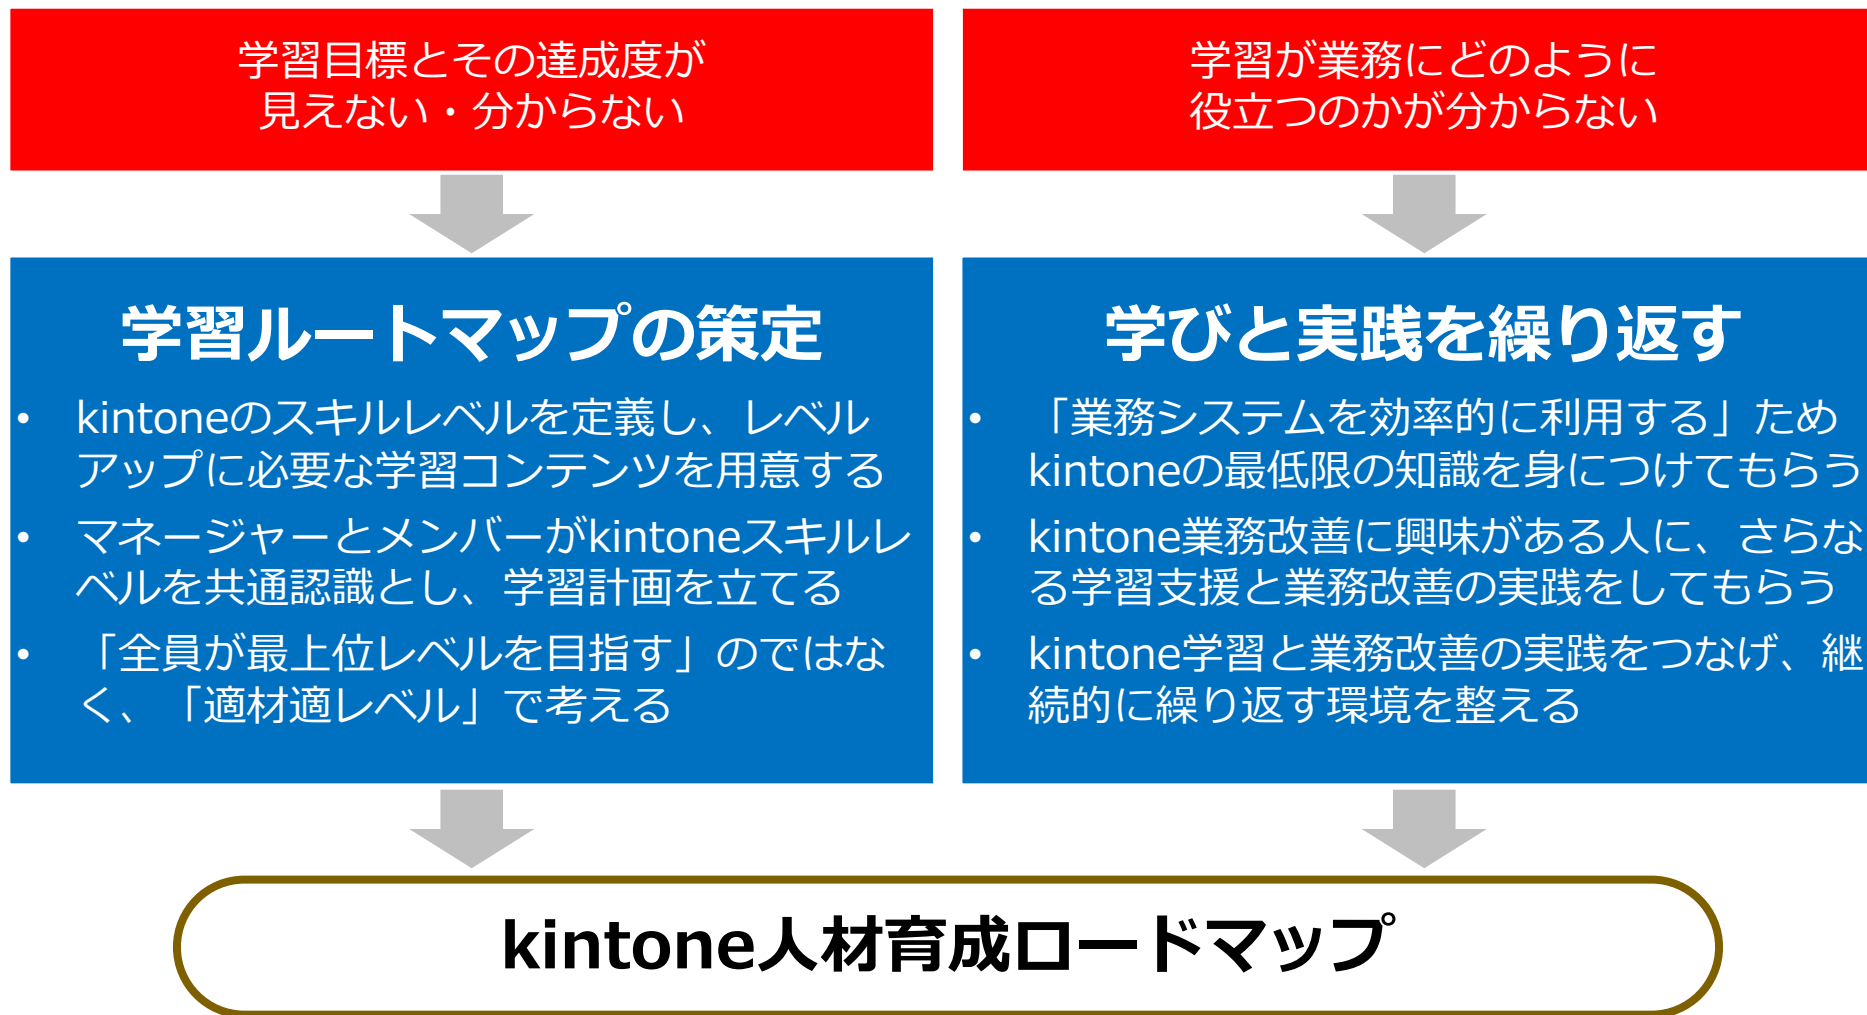 学習目標とその達成度が
見えない・分からない
学習が業務にどのように
役立つのかが分からない
学習ルートマップの策定
• kintoneのスキルレベルを定義し、レベル
アップに必要な学習コンテンツを用意する
• マネージャーとメンバーがkintoneスキルレ
ベルを共通認識とし、学習計画を立てる
• 「全員が最上位レベルを目指す」のではな
く、「適材適レベル」で考える
学びと実践を繰り返す
• 「業務システムを効率的に利用する」ため
kintoneの最低限の知識を身につけてもらう
• kintone業務改善に興味がある人に、さらな
る学習支援と業務改善の実践をしてもらう
• kintone学習と業務改善の実践をつなげ、継
続的に繰り返す環境を整える
kintone人材育成ロードマップ